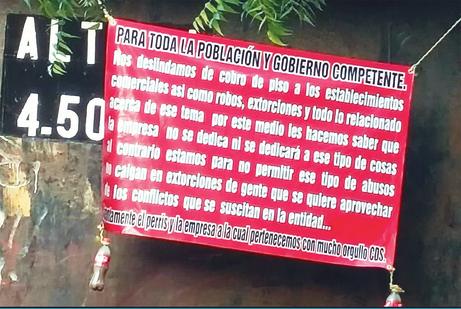 ALT
4.50
PARA TODA LA POBLACIÓN Y GOBIERNO COMPETENTE.
Nos deslindamos de cobro de piso a los establecimientos
comerciales asi como robos, extorciones y todo lo relacionado
acerca de ese tema por este medio les hacemos saber que
la empresa no se dedica ni se dedicará a ese tipo de cosas
al contrario estamos para no permitir ese tipo de abusos
no caigan en extorciones de gente que se quiere aprovechar
de los conflictos que se suscitan en la entidad...
tamente el perris y la empresa a la cual pertenecemos con mucho orgullo CDS.